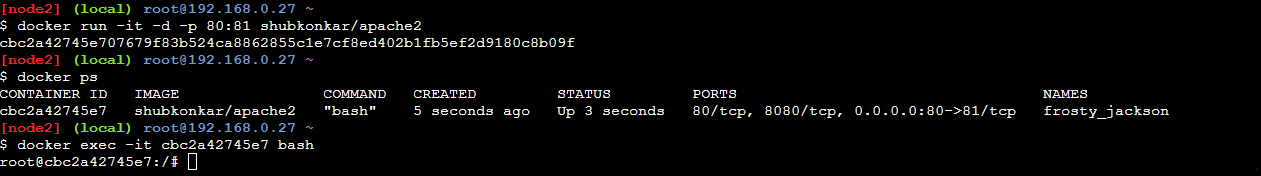 [node2] (local) root@192.168.0.27 ~
$ docker run -it -d -p 80:81 shubkonkar/apache2
cbc2a42745e707679f83b524ca8862855c1e7cf8ed402b1fb5ef2d9180c8b09f
[node2] (local) root@192.168.0.27 ~
$ docker ps
CONTAINER ID   IMAGE                COMMAND   CREATED         STATUS         PORTS                                    NAMES
cbc2a42745e7   shubkonkar/apache2   "bash"    5 seconds ago   Up 3 seconds   80/tcp, 8080/tcp, 0.0.0.0:80->81/tcp   frosty_jackson
[node2] (local) root@192.168.0.27 ~
$ docker exec -it cbc2a42745e7 bash
root@cbc2a42745e7:/#